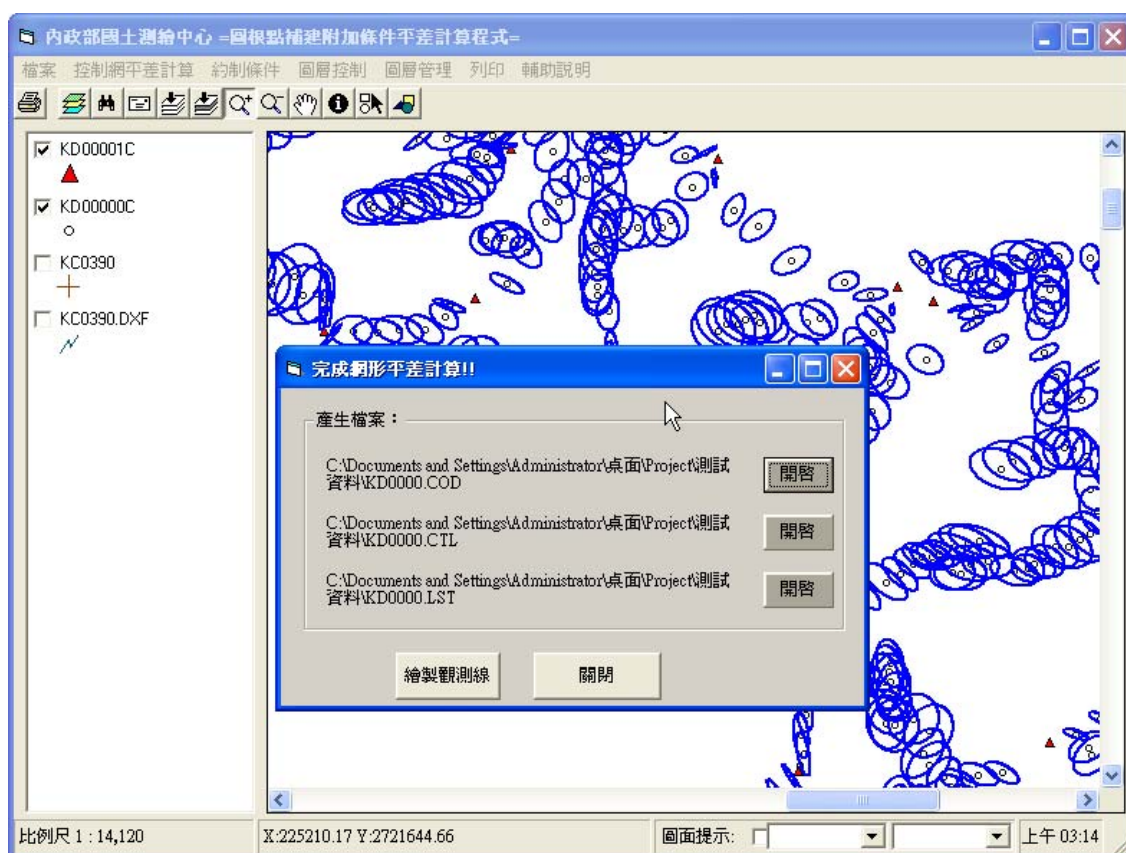 內政部國土測繪中心 =圖根點補建附加條件平差計算程式=
檔案 控制網平差計算 約制條件 圖層控制 圖層管理 列印 輔助說明
KD00001C
KD00000C
KC0390
KC0390.DXF
完成網形平差計算!!
產生檔案：
C:\Documents and Settings\Administrator\桌面\Project\測試
資料\KD0000.COD
開啓
C:\Documents and Settings\Administrator\桌面\Project\測試
資料\KD0000.CTL
開啓
C:\Documents and Settings\Administrator\桌面\Project\測試
資料\KD0000.LST
開啓
繪製觀測線
關閉
比例尺 1 : 14,120
X:225210.17 Y:2721644.66
圖面提示:
上午 03:14